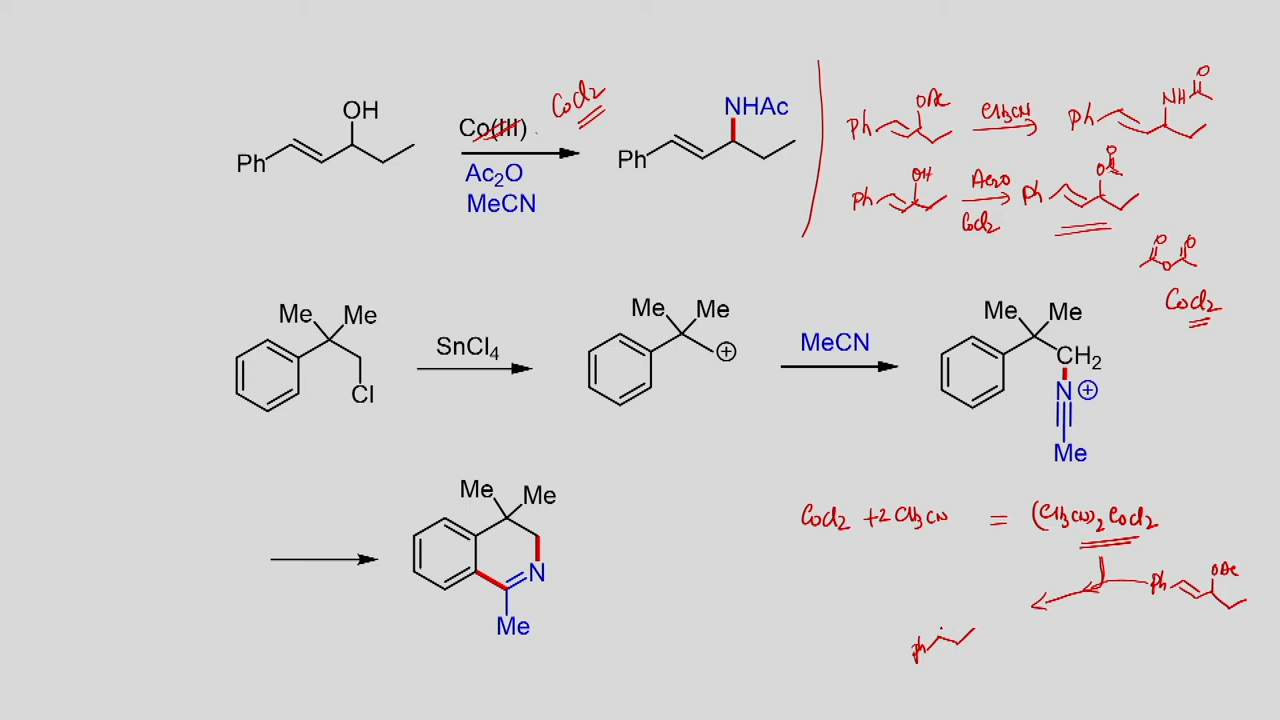 OH
Ph
Co(III)
CoCl2
Ac2O
MeCN
NHAc
Ph
OAc
Ph
CH3CN
O
NH
Ph
OH
Ph
Ac2O
CoCl2
O
O
Ph
O O
O
CoCl2
Me Me
Cl
SnCl4
Me Me
+
MeCN
Me Me
CH2
N +
Me
Me Me
N
Me
CoCl2 + 2 CH3CN = (CH3CN)2 CoCl2
Ph
OAc
Ph